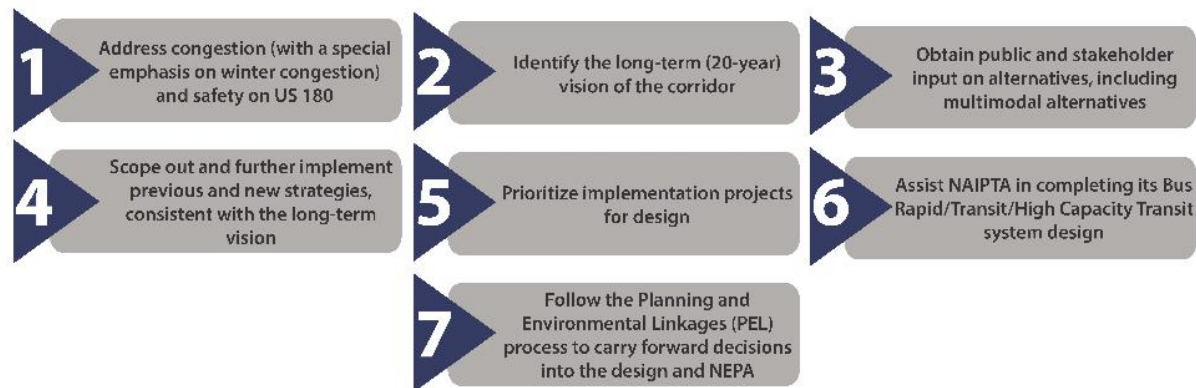 1
Address congestion (with a special
emphasis on winter congestion)
and safety on US 180
2
Identify the long-term (20-year)
vision of the corridor
3
Obtain public and stakeholder
input on alternatives, including
multimodal alternatives
4
Scope out and further implement
previous and new strategies,
consistent with the long-term
vision
5
Prioritize implementation projects
for design
6
Assist NAIPTA in completing its Bus
Rapid/Transit/High Capacity Transit
system design
7
Follow the Planning and
Environmental Linkages (PEL)
process to carry forward decisions
into the design and NEPA